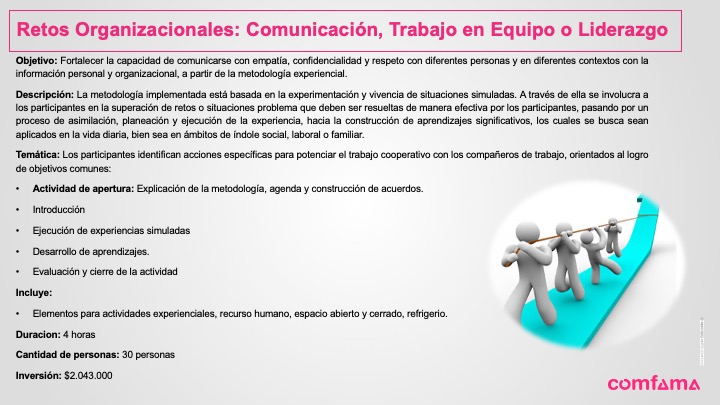 Retos Organizacionales: Comunicación, Trabajo en Equipo o Liderazgo
Objetivo: Fortalecer la capacidad de comunicarse con empatía, confidencialidad y respeto con diferentes personas y en diferentes contextos con la
información personal y organizacional, a partir de la metodología experiencial.
Descripción: La metodología implementada está basada en la experimentación y vivencia de situaciones simuladas. A través de ella se involucra a
los participantes en la superación de retos o situaciones problema que deben ser resueltas de manera efectiva por los participantes, pasando por un
proceso de asimilación, planeación y ejecución de la experiencia, hacia la construcción de aprendizajes significativos, los cuales se busca sean
aplicados en la vida diaria, bien sea en ámbitos de índole social, laboral o familiar.
Temática: Los participantes identifican acciones específicas para potenciar el trabajo cooperativo con los compañeros de trabajo, orientados al logro
de objetivos comunes:
• Actividad de apertura: Explicación de la metodología, agenda y construcción de acuerdos.
• Introducción
• Ejecución de experiencias simuladas
• Desarrollo de aprendizajes.
• Evaluación y cierre de la actividad
Incluye:
• Elementos para actividades experienciales, recurso humano, espacio abierto y cerrado, refrigerio.
Duracion: 4 horas
Cantidad de personas: 30 personas
Inversión: $2.043.000
comfama